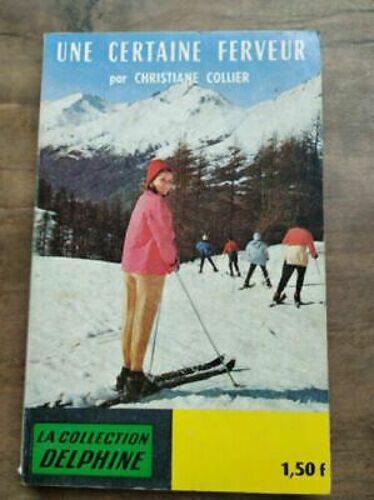 UNE CERTAINE FERVEUR
par CHRISTIANE COLLIER
LA COLLECTION
DELPHINE
1,50 f